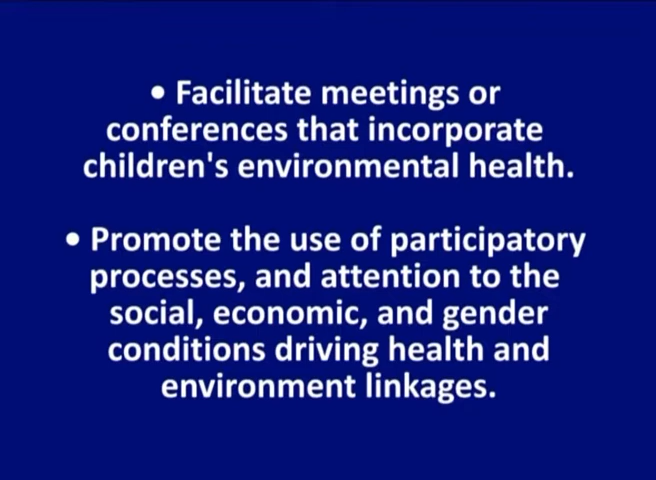 • Facilitate meetings or
conferences that incorporate
children's environmental health.
• Promote the use of participatory
processes, and attention to the
social, economic, and gender
conditions driving health and
environment linkages.